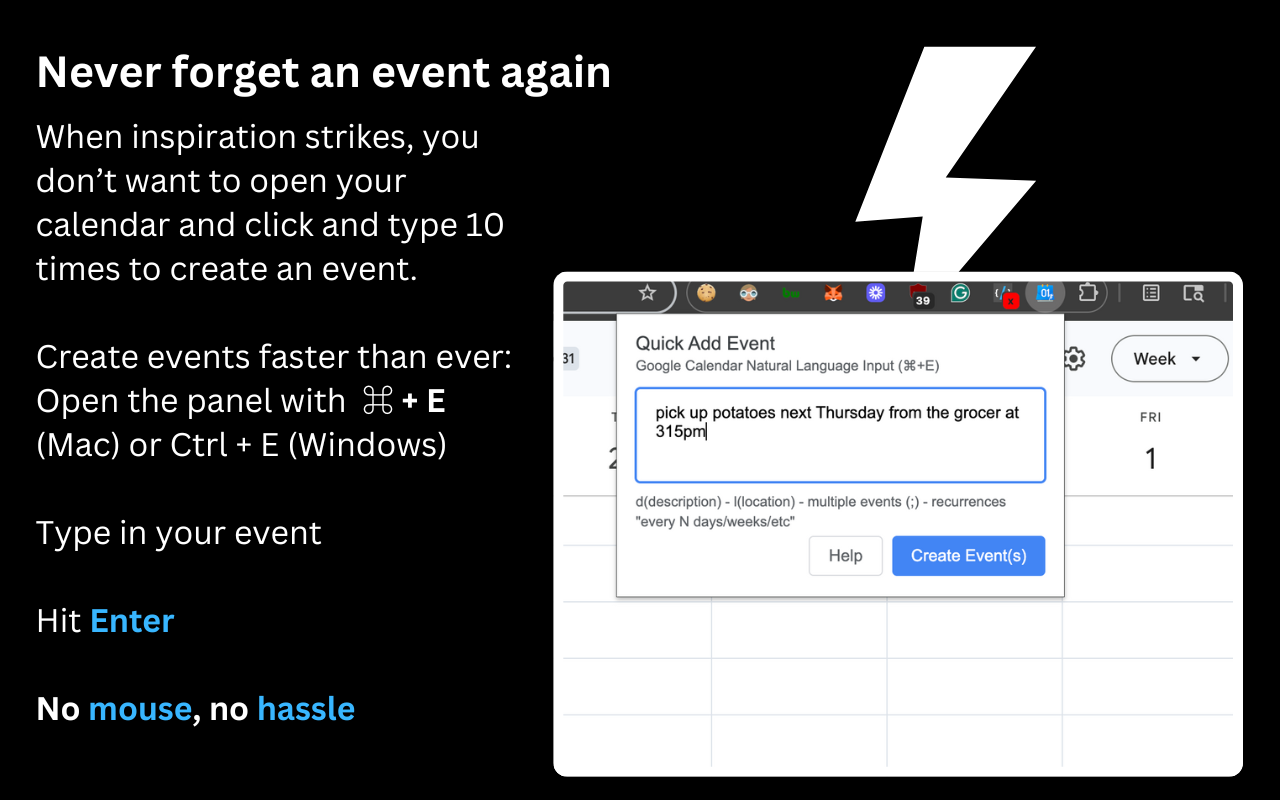 Never forget an event again
When inspiration strikes, you
don’t want to open your
calendar and click and type 10
times to create an event.
Create events faster than ever:
Open the panel with ⌘ + E
(Mac) or Ctrl + E (Windows)
Type in your event
Hit Enter
No mouse, no hassle
39
x
01
31
Quick Add Event
Google Calendar Natural Language Input (⌘+E)
Week
pick up potatoes next Thursday from the grocer at
315pm
FRI
1
d(description) - l(location) - multiple events (;) - recurrences
"every N days/weeks/etc"
Help
Create Event(s)